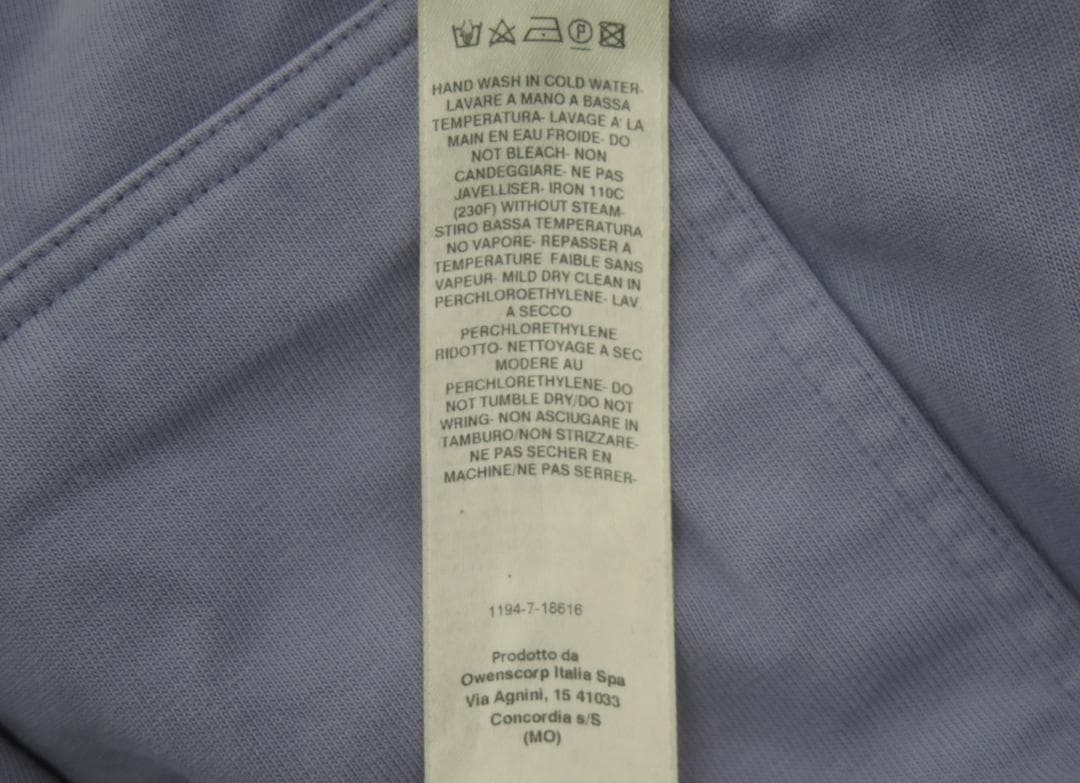 P
HAND WASH IN COLD WATER-
LAVARE A MANO A BASSA
TEMPERATURA- LAVAGE A' LA
MAIN EN EAU FROIDE- DO
NOT BLEACH- NON
CANDEGGIARE- NE PAS
JAVELLISER- IRON 110C
(230F) WITHOUT STEAM-
STIRO BASSA TEMPERATURA
NO VAPORE- REPASSER A
TEMPERATURE FAIBLE SANS
VAPEUR- MILD DRY CLEAN IN
PERCHLOROETHYLENE- LAV.
A SECCO
PERCHLORETHYLENE
RIDOTTO- NETTOYAGE A SEC
MODERE AU
PERCHLORETHYLENE- DO
NOT TUMBLE DRY/DO NOT
WRING- NON ASCIUGARE IN
TAMBURO/NON STRIZZARE-
NE PAS SECHER EN
MACHINE/NE PAS SERRER-
1194-7-18616
Prodotto da
Owenscorp Italia Spa
Via Agnini, 15 41033
Concordia s/S
(MO)